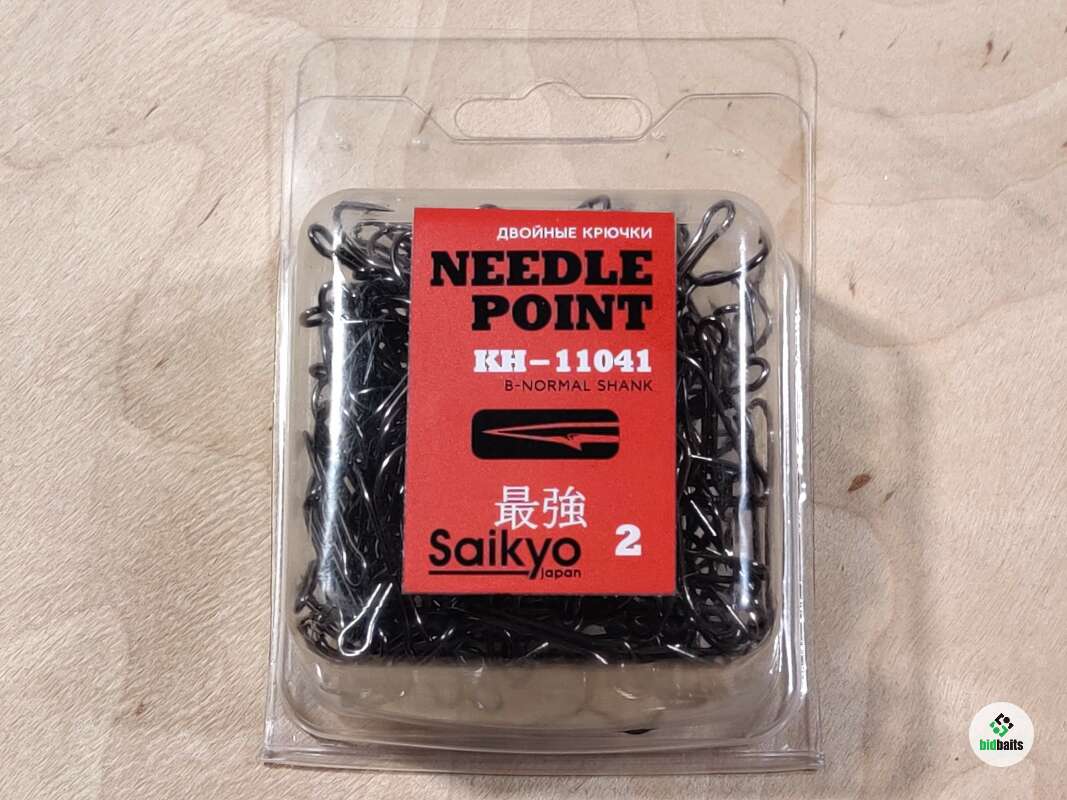 ДВОЙНЫЕ КРЮЧКИ
NEEDLE
POINT
KH-11041
B-NORMAL SHANK
最強
Saikyo 2
japan
bidbaits